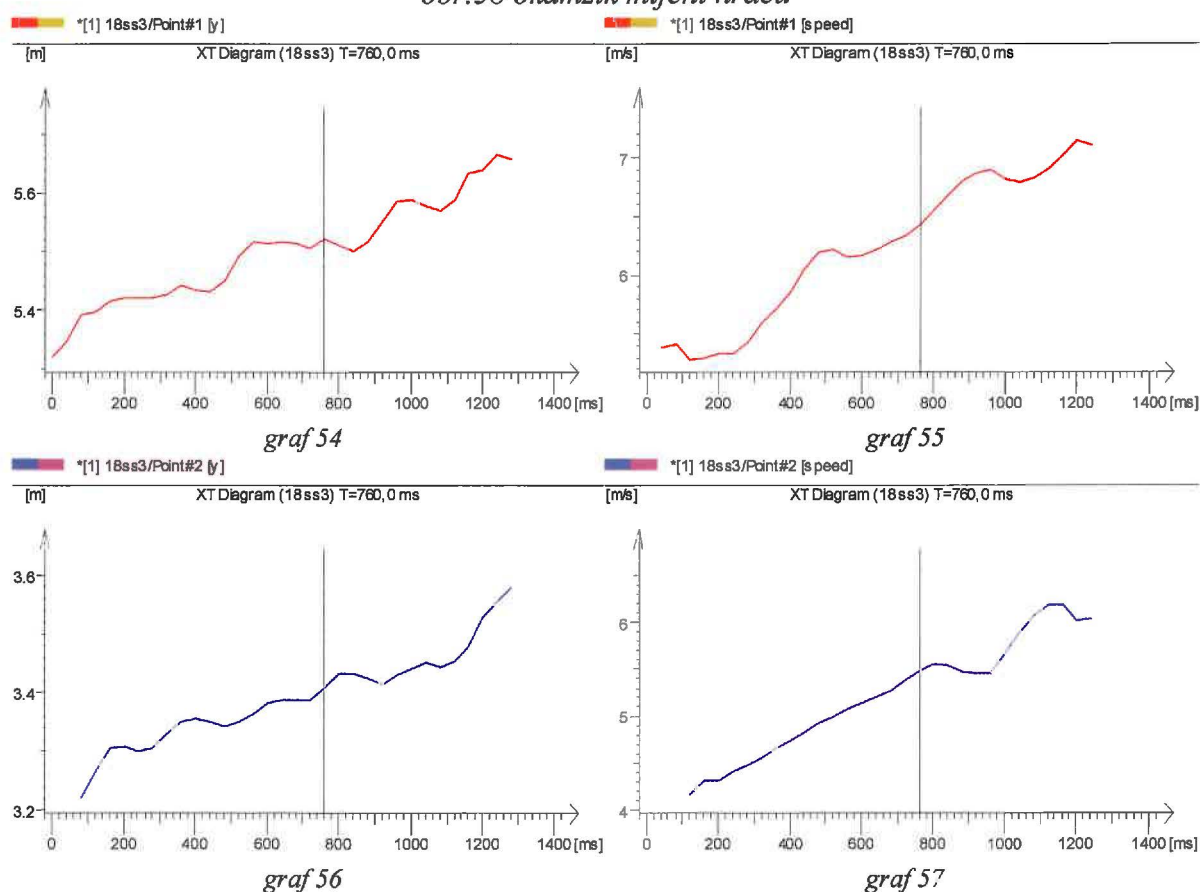 okamžik míjení hráčů
*[1] 18ss3/Point#1 [y]
[m] XT Diagram (18ss3) T=760,0 ms
5.6
5.4
0 200 400 600 800 1000 1200 1400 [ms]
graf 54
*[1] 18ss3/Point#1 [speed]
[m/s] XT Diagram (18ss3) T=760,0 ms
7
6
0 200 400 600 800 1000 1200 1400 [ms]
graf 55
*[1] 18ss3/Point#2 [y]
[m] XT Diagram (18ss3) T=760,0 ms
3.6
3.4
3.2
0 200 400 600 800 1000 1200 1400 [ms]
graf 56
*[1] 18ss3/Point#2 [speed]
[m/s] XT Diagram (18ss3) T=760,0 ms
6
5
4
0 200 400 600 800 1000 1200 1400 [ms]
graf 57